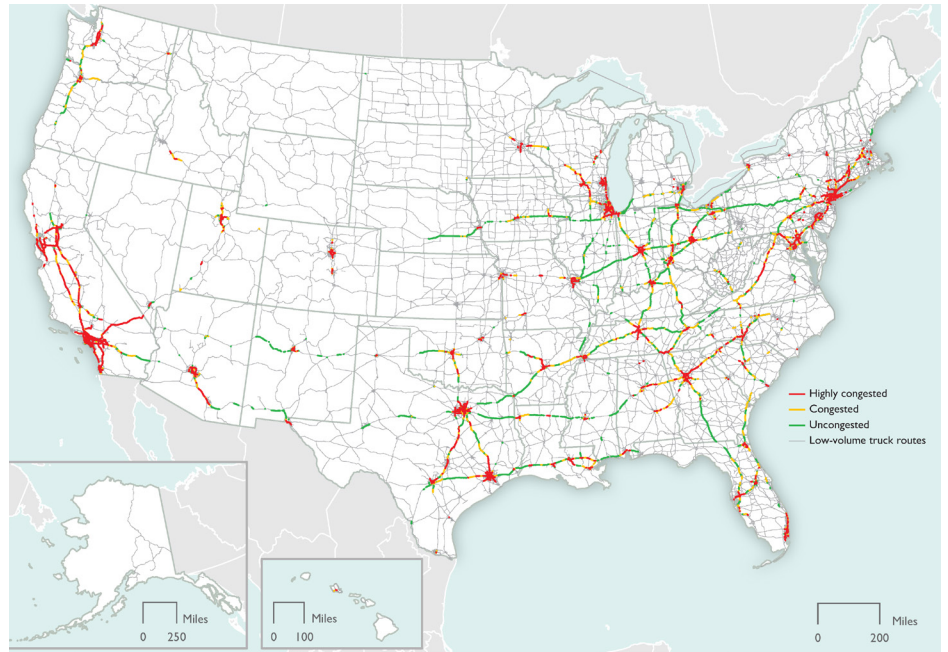 Highly congested
Congested
Uncongested
Low-volume truck routes
Miles
0 250
Miles
0 100
Miles
0 200